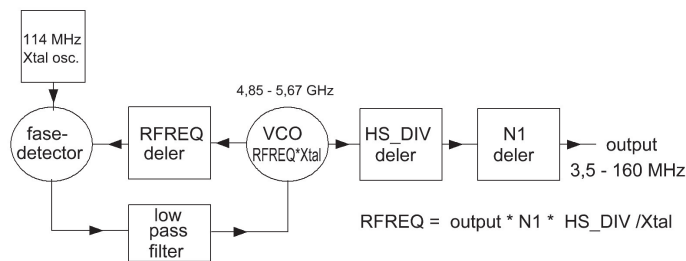 114 MHz
Xtal osc.
4,85 - 5,67 GHz
fase-
detector
RFREQ
deler
VCO
RFREQ*Xtal
HS_DIV
deler
N1
deler
output
3,5 - 160 MHz
low
pass
filter
RFREQ = output * N1 * HS_DIV /Xtal